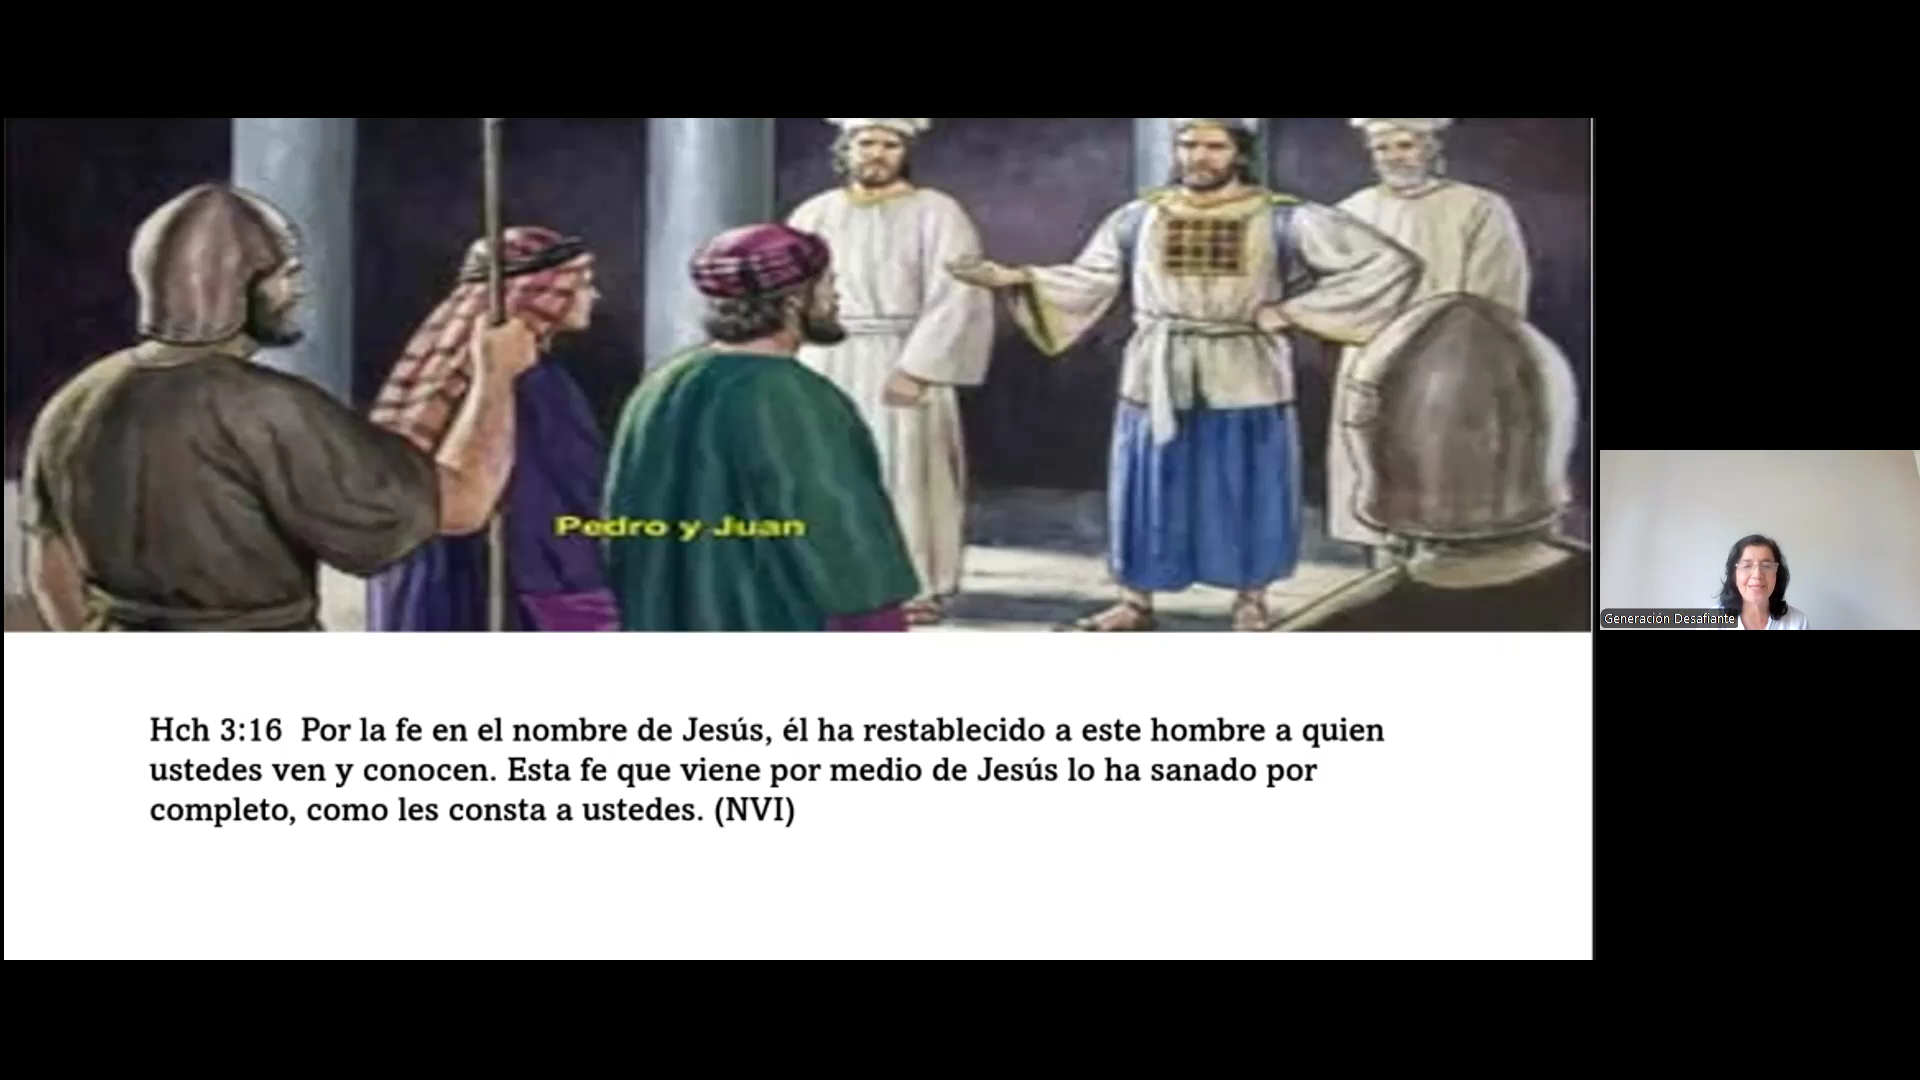 Pedro y Juan
Generación Desafiante
Hch 3:16  Por la fe en el nombre de Jesús, él ha restablecido a este hombre a quien
ustedes ven y conocen. Esta fe que viene por medio de Jesús lo ha sanado por
completo, como les consta a ustedes. (NVI)